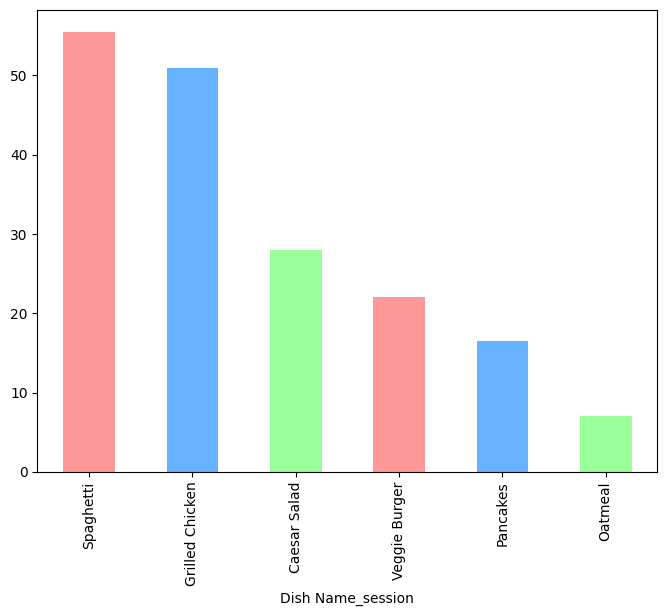 50
40
30
20
10
0
Spaghetti
Grilled Chicken
Caesar Salad
Veggie Burger
Pancakes
Oatmeal
Dish Name_session